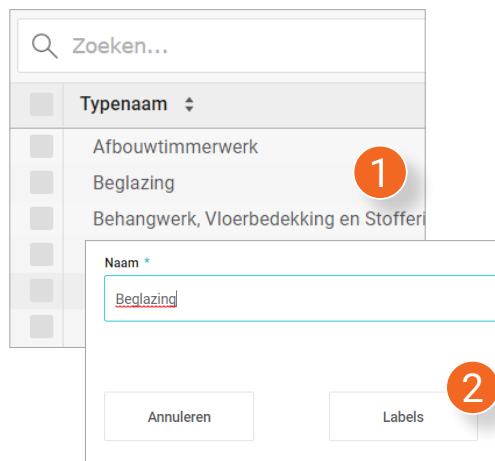 Zoeken...
Typenaam
Afbouwtimmerwerk
1
Beglazing
Behangwerk, Vloerbedekking en Stofferi
Naam *
Beglazing
2
Annuleren Labels